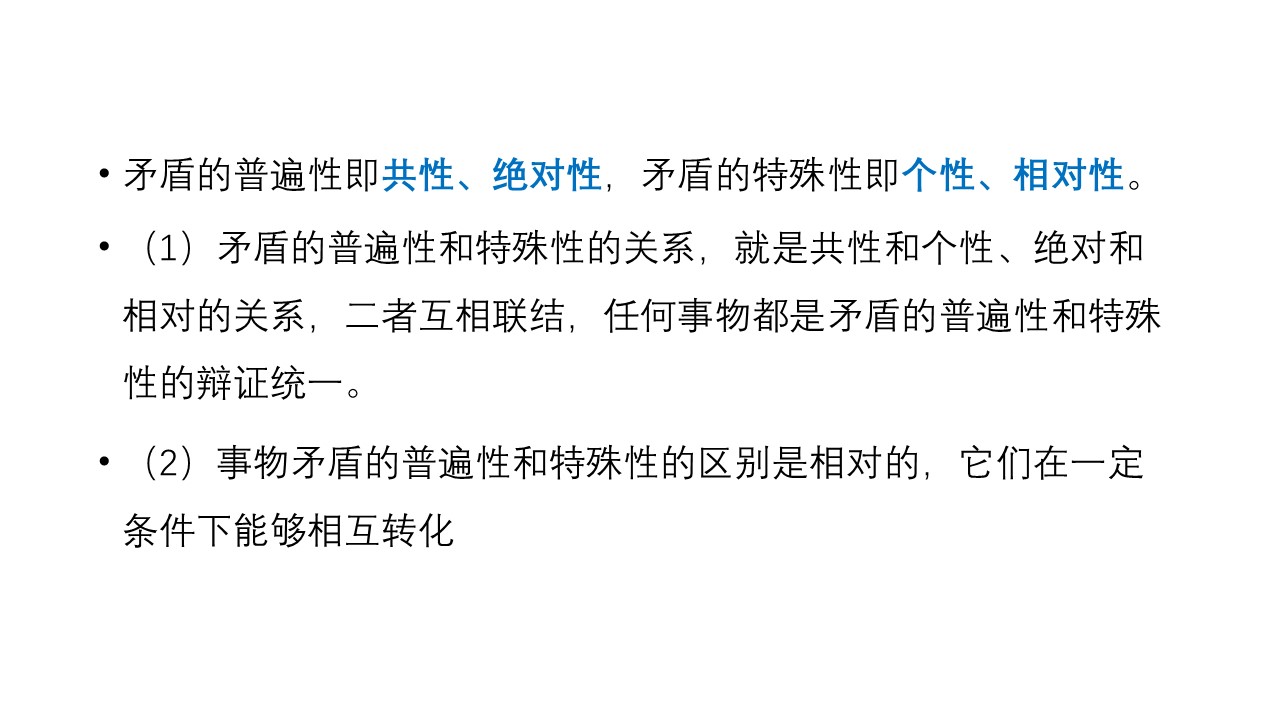 • 矛盾的普遍性即共性、绝对性，矛盾的特殊性即个性、相对性。
• （1）矛盾的普遍性和特殊性的关系，就是共性和个性、绝对和
相对的关系，二者互相联结，任何事物都是矛盾的普遍性和特殊
性的辩证统一。
• （2）事物矛盾的普遍性和特殊性的区别是相对的，它们在一定
条件下能够相互转化